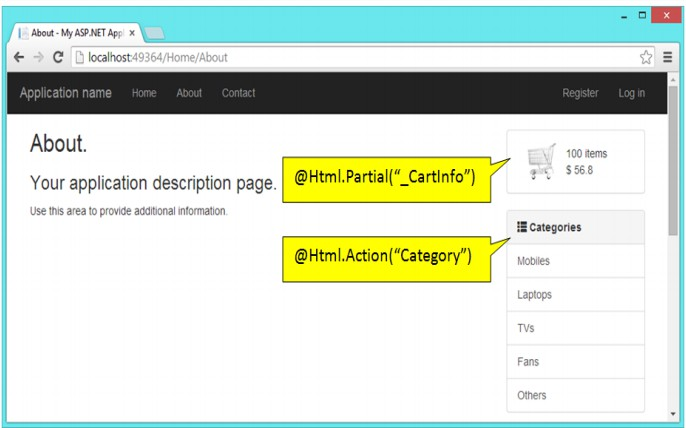 About - My ASP.NET Appl
localhost:49364/Home/About
Application name Home About Contact Register Log in
About.
Your application description page.
Use this area to provide additional information.
@Html.Partial(“_CartInfo”)
100 items
$ 56.8
@Html.Action(“Category”)
Categories
Mobiles
Laptops
TVs
Fans
Others